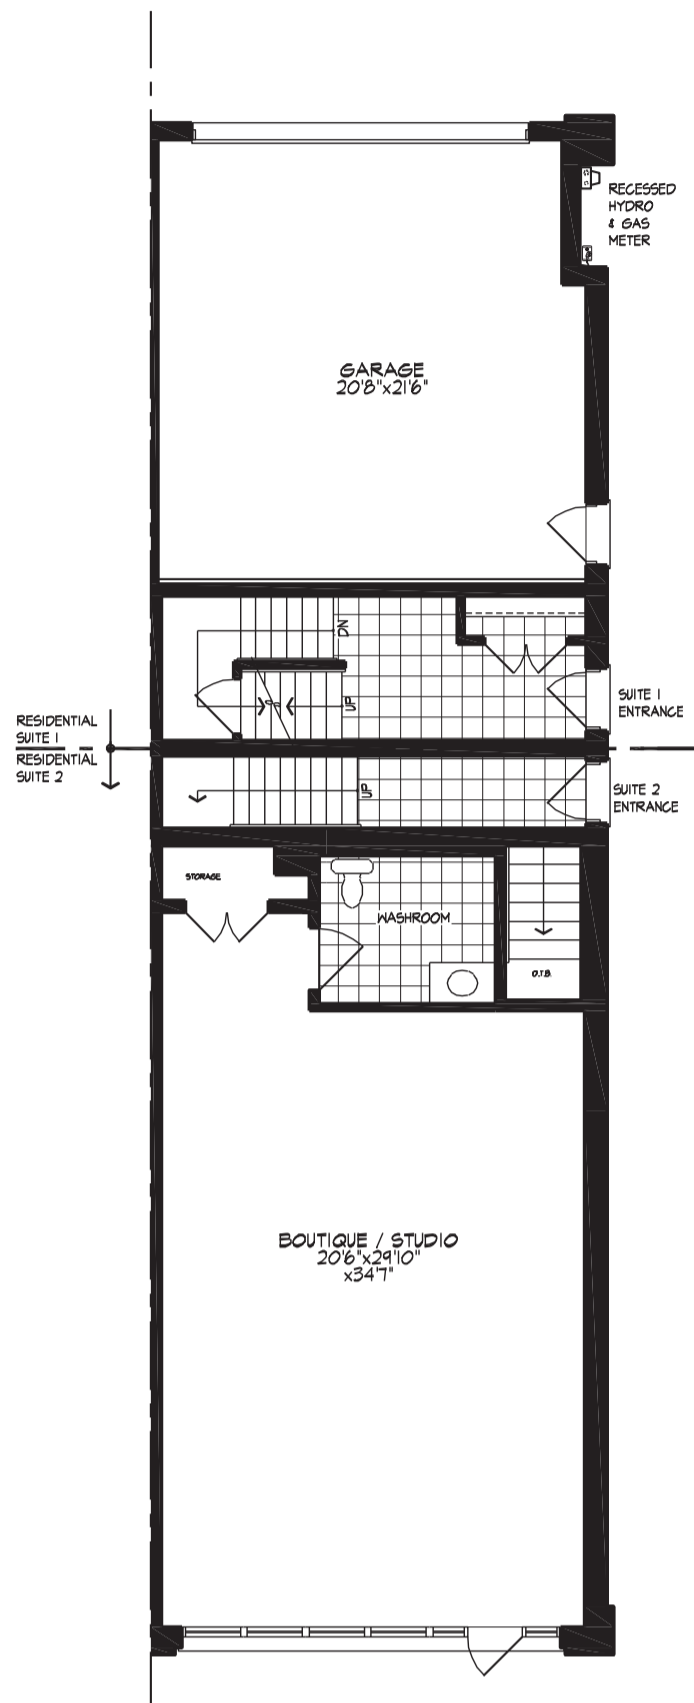 RECESSED
HYDRO
& GAS
METER
GARAGE
20'8"x21'6"
DN
UP
SUITE 1
ENTRANCE
RESIDENTIAL
SUITE 1
RESIDENTIAL
SUITE 2
UP
SUITE 2
ENTRANCE
STORAGE
WASHROOM
O.T.B.
BOUTIQUE / STUDIO
20'6"x29'10"
x34'7"